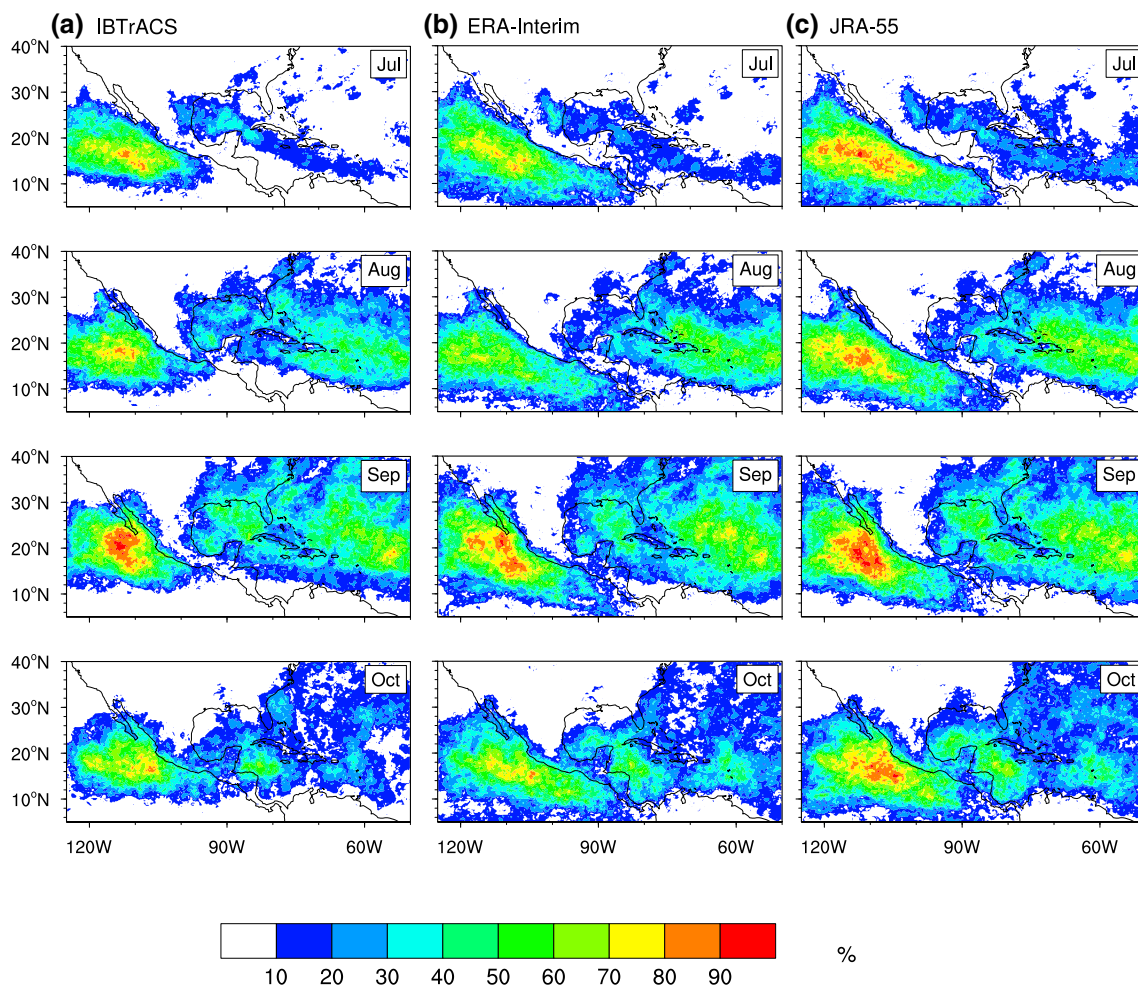 (a) IBTrACS (b) ERA-Interim (c) JRA-55
40°N Jul Jul Jul
30°N
20°N
10°N
40°N Aug Aug Aug
30°N
20°N
10°N
40°N Sep Sep Sep
30°N
20°N
10°N
40°N Oct Oct Oct
30°N
20°N
10°N
120W 90W 60W 120W 90W 60W 120W 90W 60W
10 20 30 40 50 60 70 80 90 %